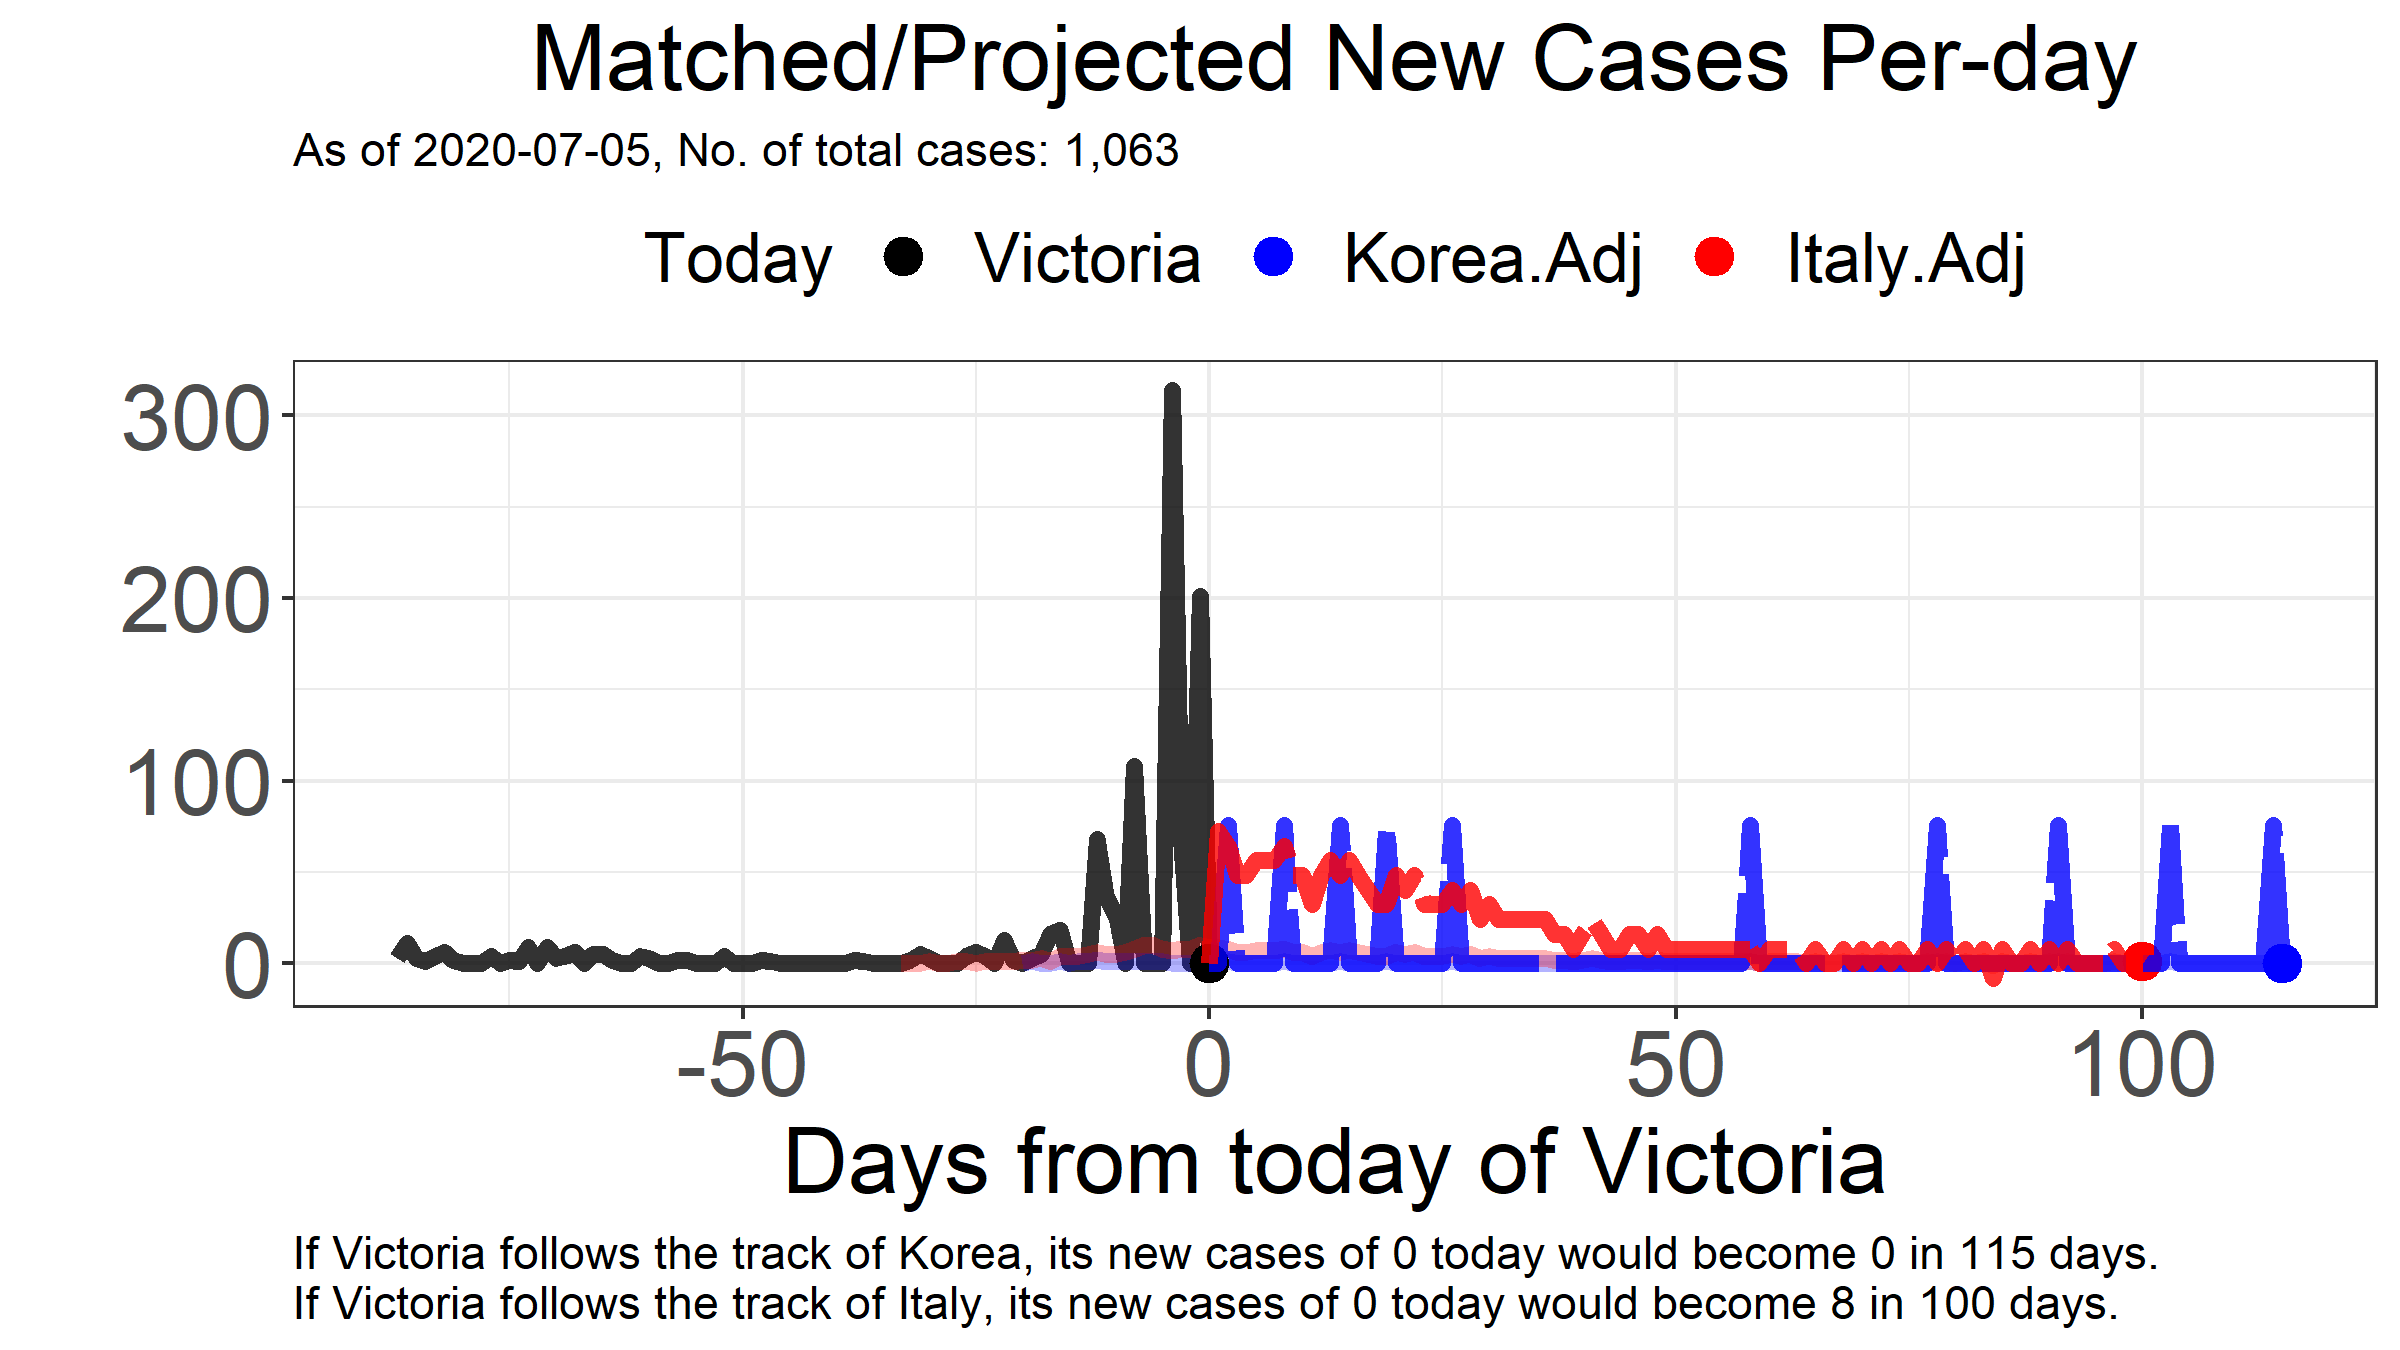 Matched/Projected New Cases Per-day
As of 2020-07-05, No. of total cases: 1,063
Today Victoria Korea.Adj Italy.Adj
300
200
100
0
-50 0 50 100
Days from today of Victoria
If Victoria follows the track of Korea, its new cases of 0 today would become 0 in 115 days.
If Victoria follows the track of Italy, its new cases of 0 today would become 8 in 100 days.